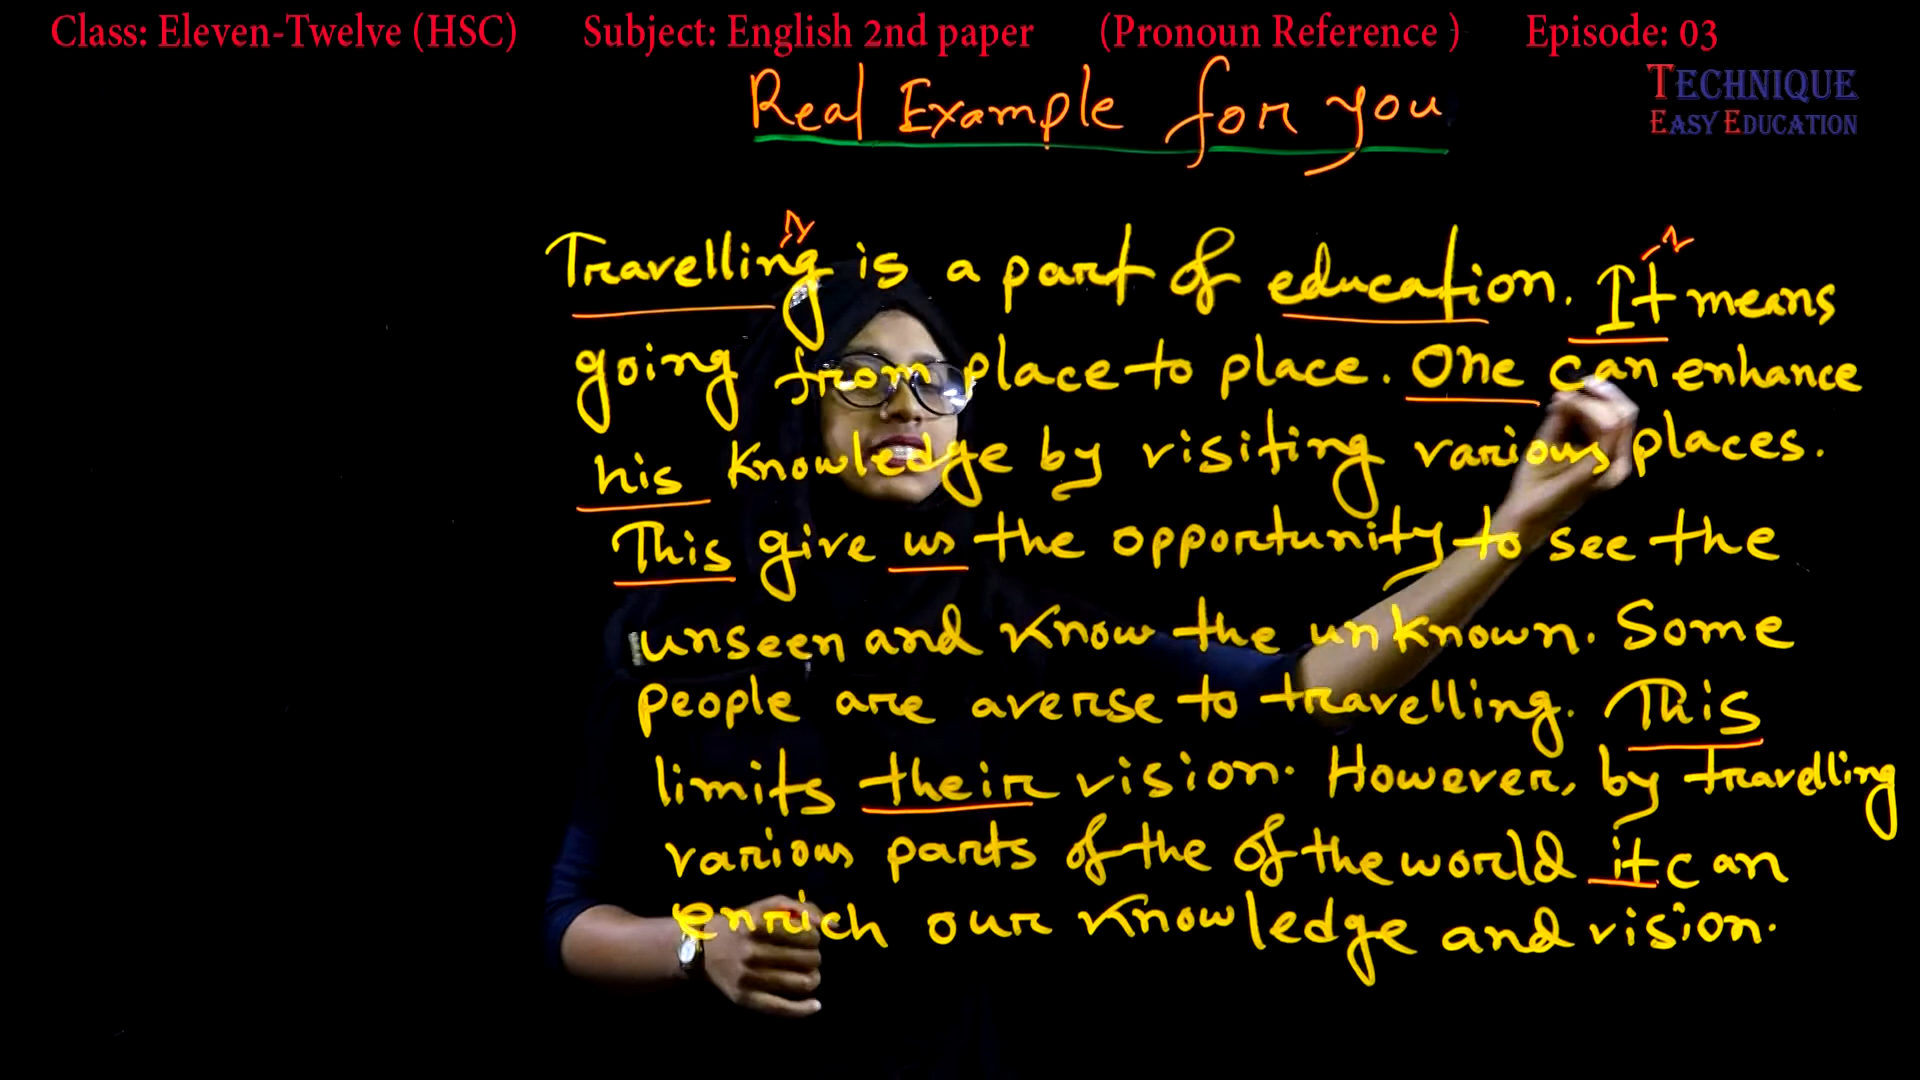 Class: Eleven-Twelve (HSC) Subject: English 2nd paper (Pronoun Reference ) Episode: 03
TECHNIQUE
EASY EDUCATION
Real Example for you
Travelling is a part of education. It means
going from place to place. One can enhance
his knowledge by visiting various places.
This give us the opportunity to see the
unseen and know the unknown. Some
people are averse to travelling. This
limits their vision. However, by travelling
various parts of the of the world it can
enrich our knowledge and vision.